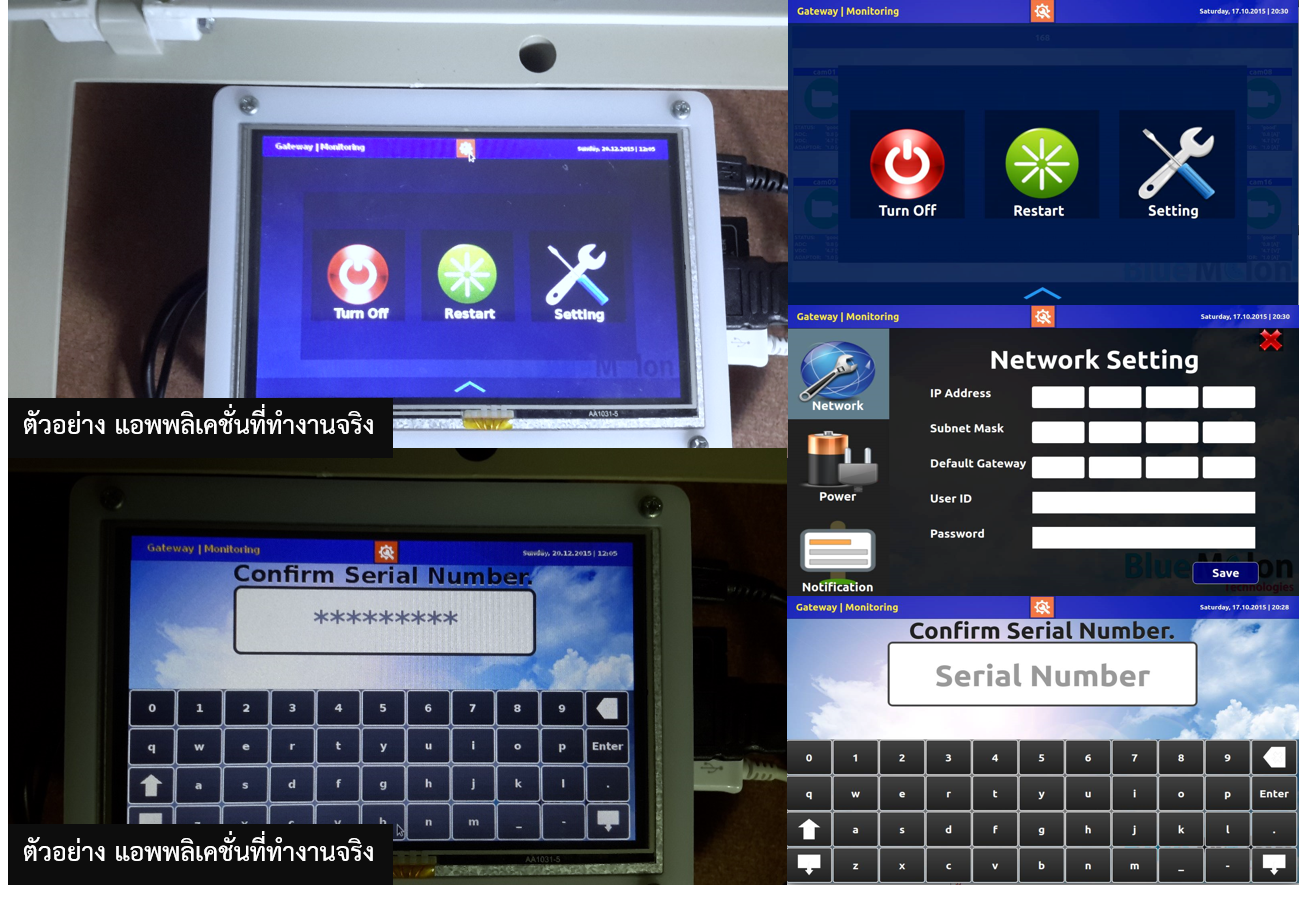 Gateway | Monitoring
Sunday, 20.12.2015 | 12:05
Turn Off
Restart
Setting
M lon
AA1031-5
ตัวอย่าง แอพพลิเคชั่นที่ทำงานจริง
Gateway | Monitoring
Saturday, 17.10.2015 | 20:30
168
cam01
cam08
cam09
cam16
Turn Off
Restart
Setting
Gateway | Monitoring
Saturday, 17.10.2015 | 20:30
Network
Power
Notification
Network Setting
IP Address
Subnet Mask
Default Gateway
User ID
Password
Save
Technologies
Gateway | Monitoring
Sunday, 20.12.2015 | 12:05
Confirm Serial Number.
*********
0 1 2 3 4 5 6 7 8 9
q w e r t y u i o p Enter
a s d f g h j k l .
b n m _ -
AA1031-5
ตัวอย่าง แอพพลิเคชั่นที่ทำงานจริง
Gateway | Monitoring
Saturday, 17.10.2015 | 20:28
Confirm Serial Number.
Serial Number
0 1 2 3 4 5 6 7 8 9
q w e r t y u i o p Enter
a s d f g h j k l .
z x c v b n m _ -